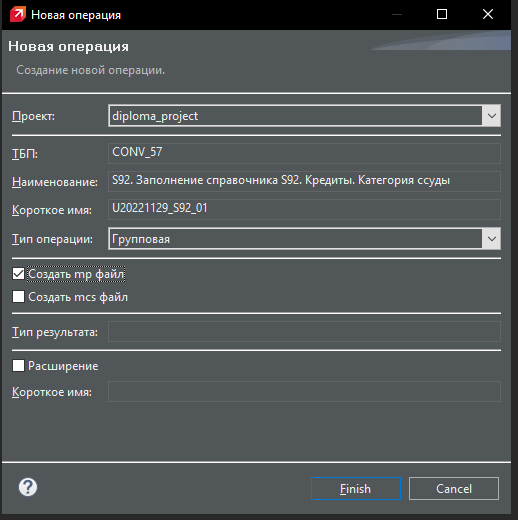 Новая операция
Новая операция
Создание новой операции.
Проект: diploma_project
ТБП: CONV_57
Наименование: S92. Заполнение справочника S92. Кредиты. Категория ссуды
Короткое имя: U20221129_S92_01
Тип операции: Групповая
Создать mp файл
Создать mcs файл
Тип результата:
Расширение
Короткое имя:
? Finish Cancel